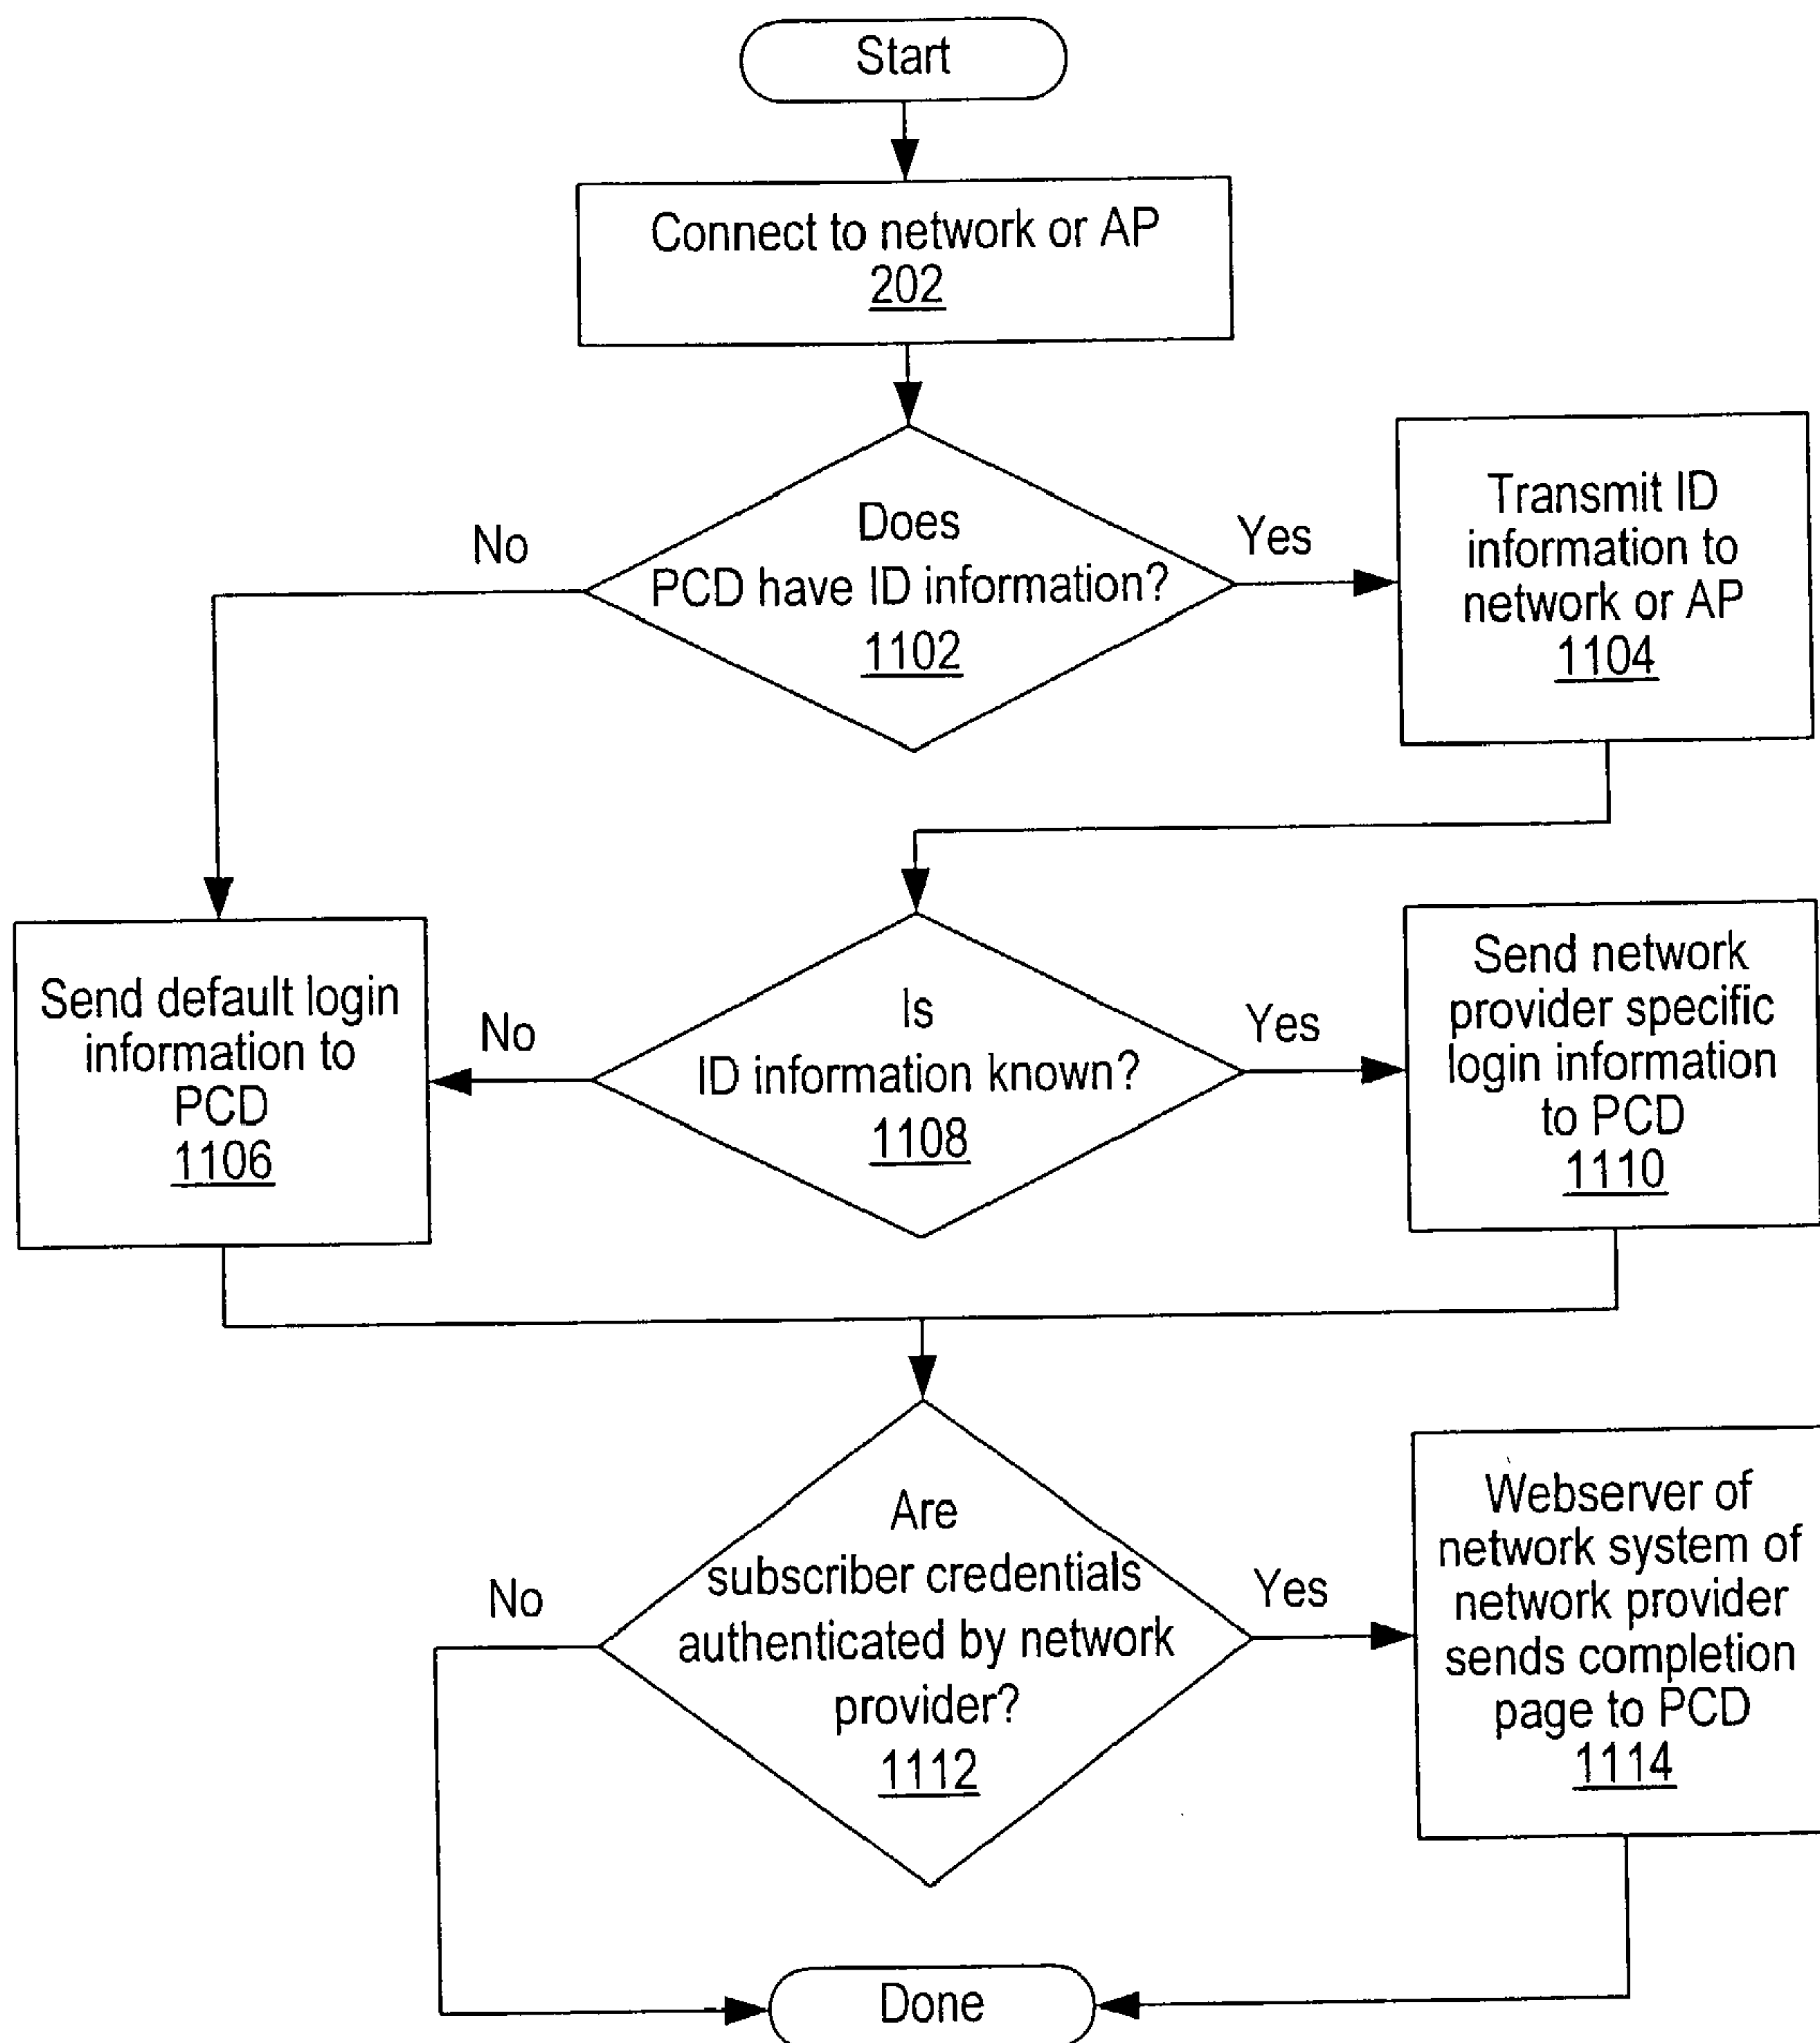 Start
Connect to network or AP
202
Does
PCD have ID information?
1102
No
Yes
Transmit ID
information to
network or AP
1104
Send default login
information to
PCD
1106
No
Is
ID information known?
1108
Yes
Send network
provider specific
login information
to PCD
1110
Are
subscriber credentials
authenticated by network
provider?
1112
No
Yes
Webserver of
network system of
network provider
sends completion
page to PCD
1114
Done